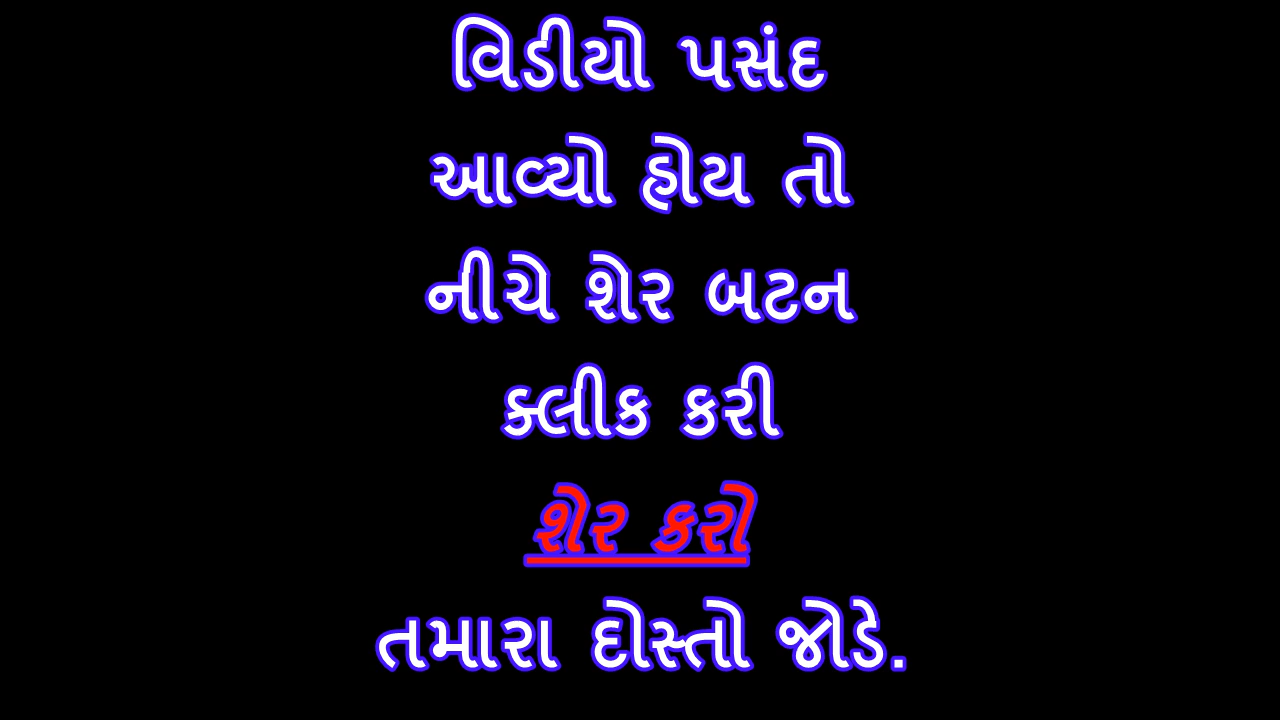 વિડીયો પસંદ
આવ્યો હોય તો
નીચે શેર બટન
ક્લીક કરી
શેર કરો
તમારા દોસ્તો જોડે.